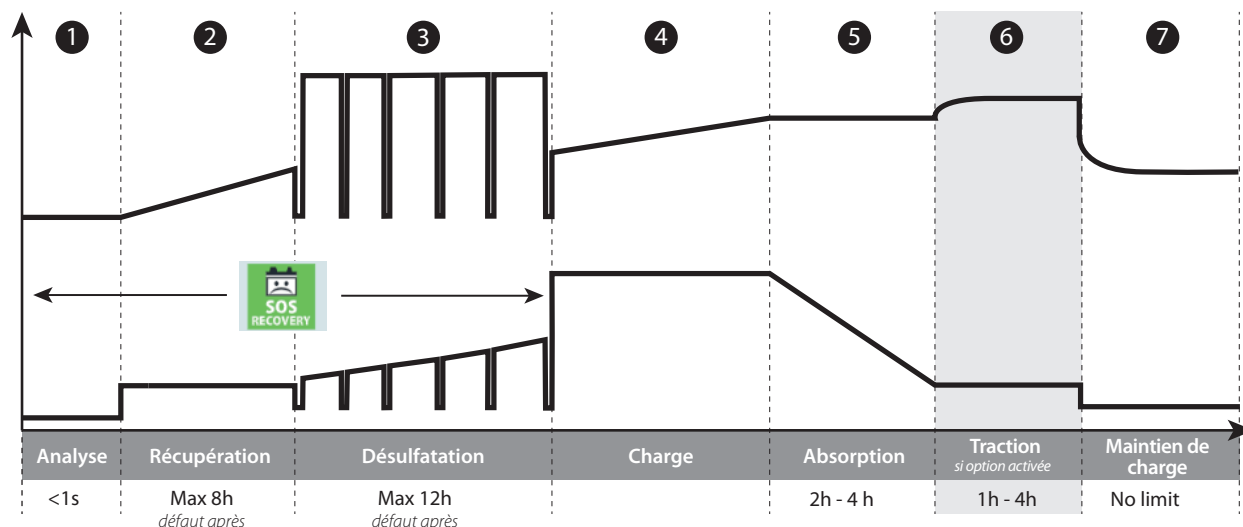 1 2 3 4 5 6 7
SOS
RECOVERY
Analyse Récupération Désulfatation Charge Absorption Traction Maintien de
si option activée charge
<1s Max 8h Max 12h 2h - 4 h 1h - 4h No limit
défaut après défaut après